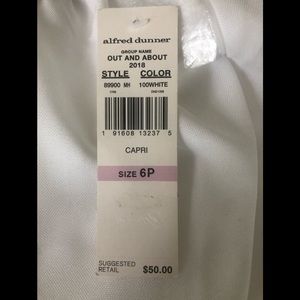 alfred dunner
GROUP NAME
OUT AND ABOUT
2018
STYLE COLOR
89900 MH 100WHITE
1 91608 13237 5
CAPRI
SIZE 6P
SUGGESTED
RETAIL $50.00